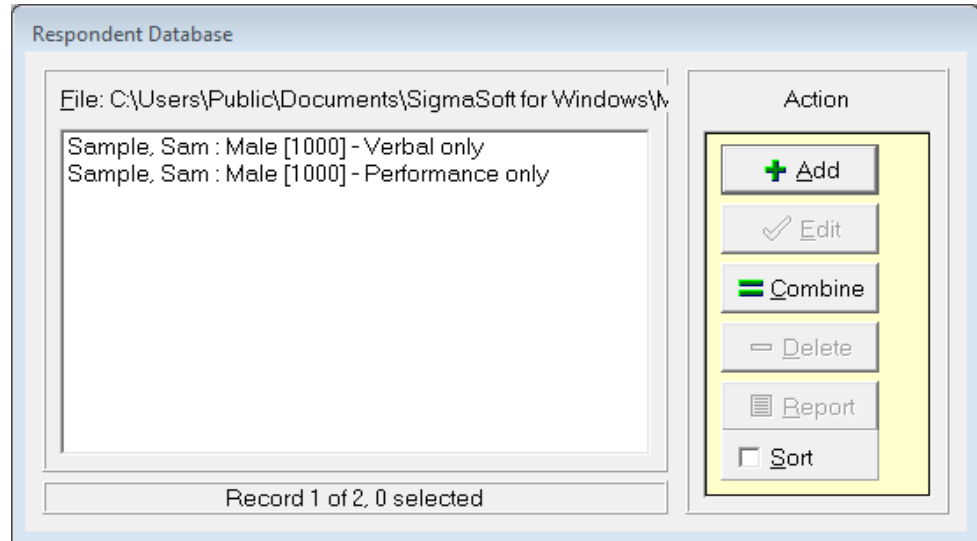 Respondent Database
File: C:\Users\Public\Documents\SigmaSoft for Windows\M
Sample, Sam : Male [1000] - Verbal only
Sample, Sam : Male [1000] - Performance only
Record 1 of 2, 0 selected
Action
Add
Edit
Combine
Delete
Report
Sort